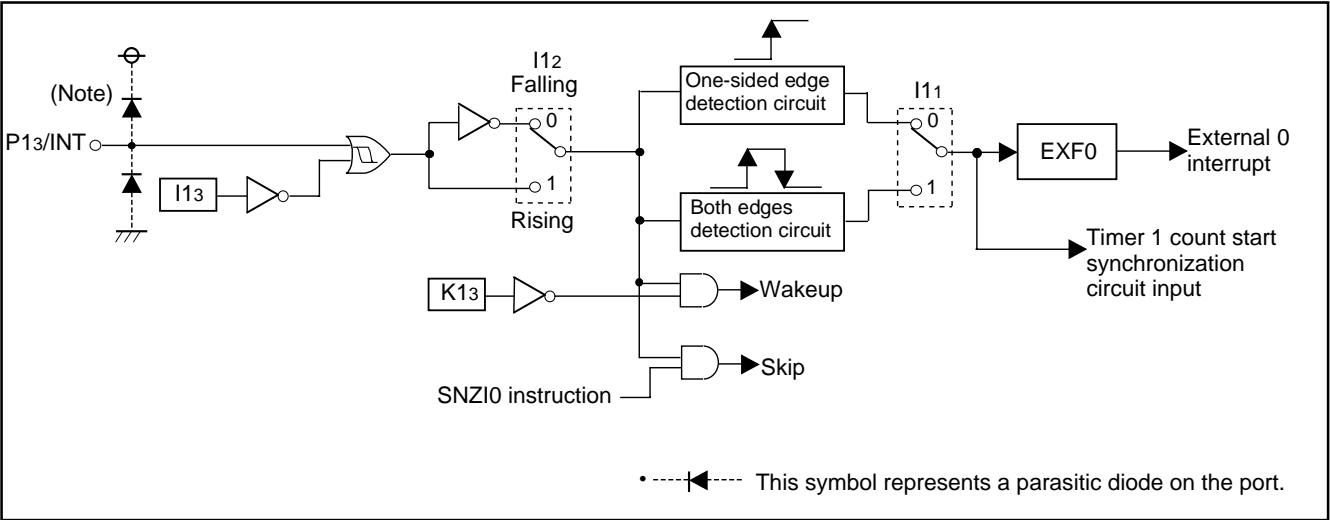 (Note)
P13/INT
I13
I12
Falling
0
1
Rising
One-sided edge
detection circuit
Both edges
detection circuit
I11
0
1
EXF0
External 0
interrupt
Timer 1 count start
synchronization
circuit input
K13
Wakeup
Skip
SNZI0 instruction
• This symbol represents a parasitic diode on the port.